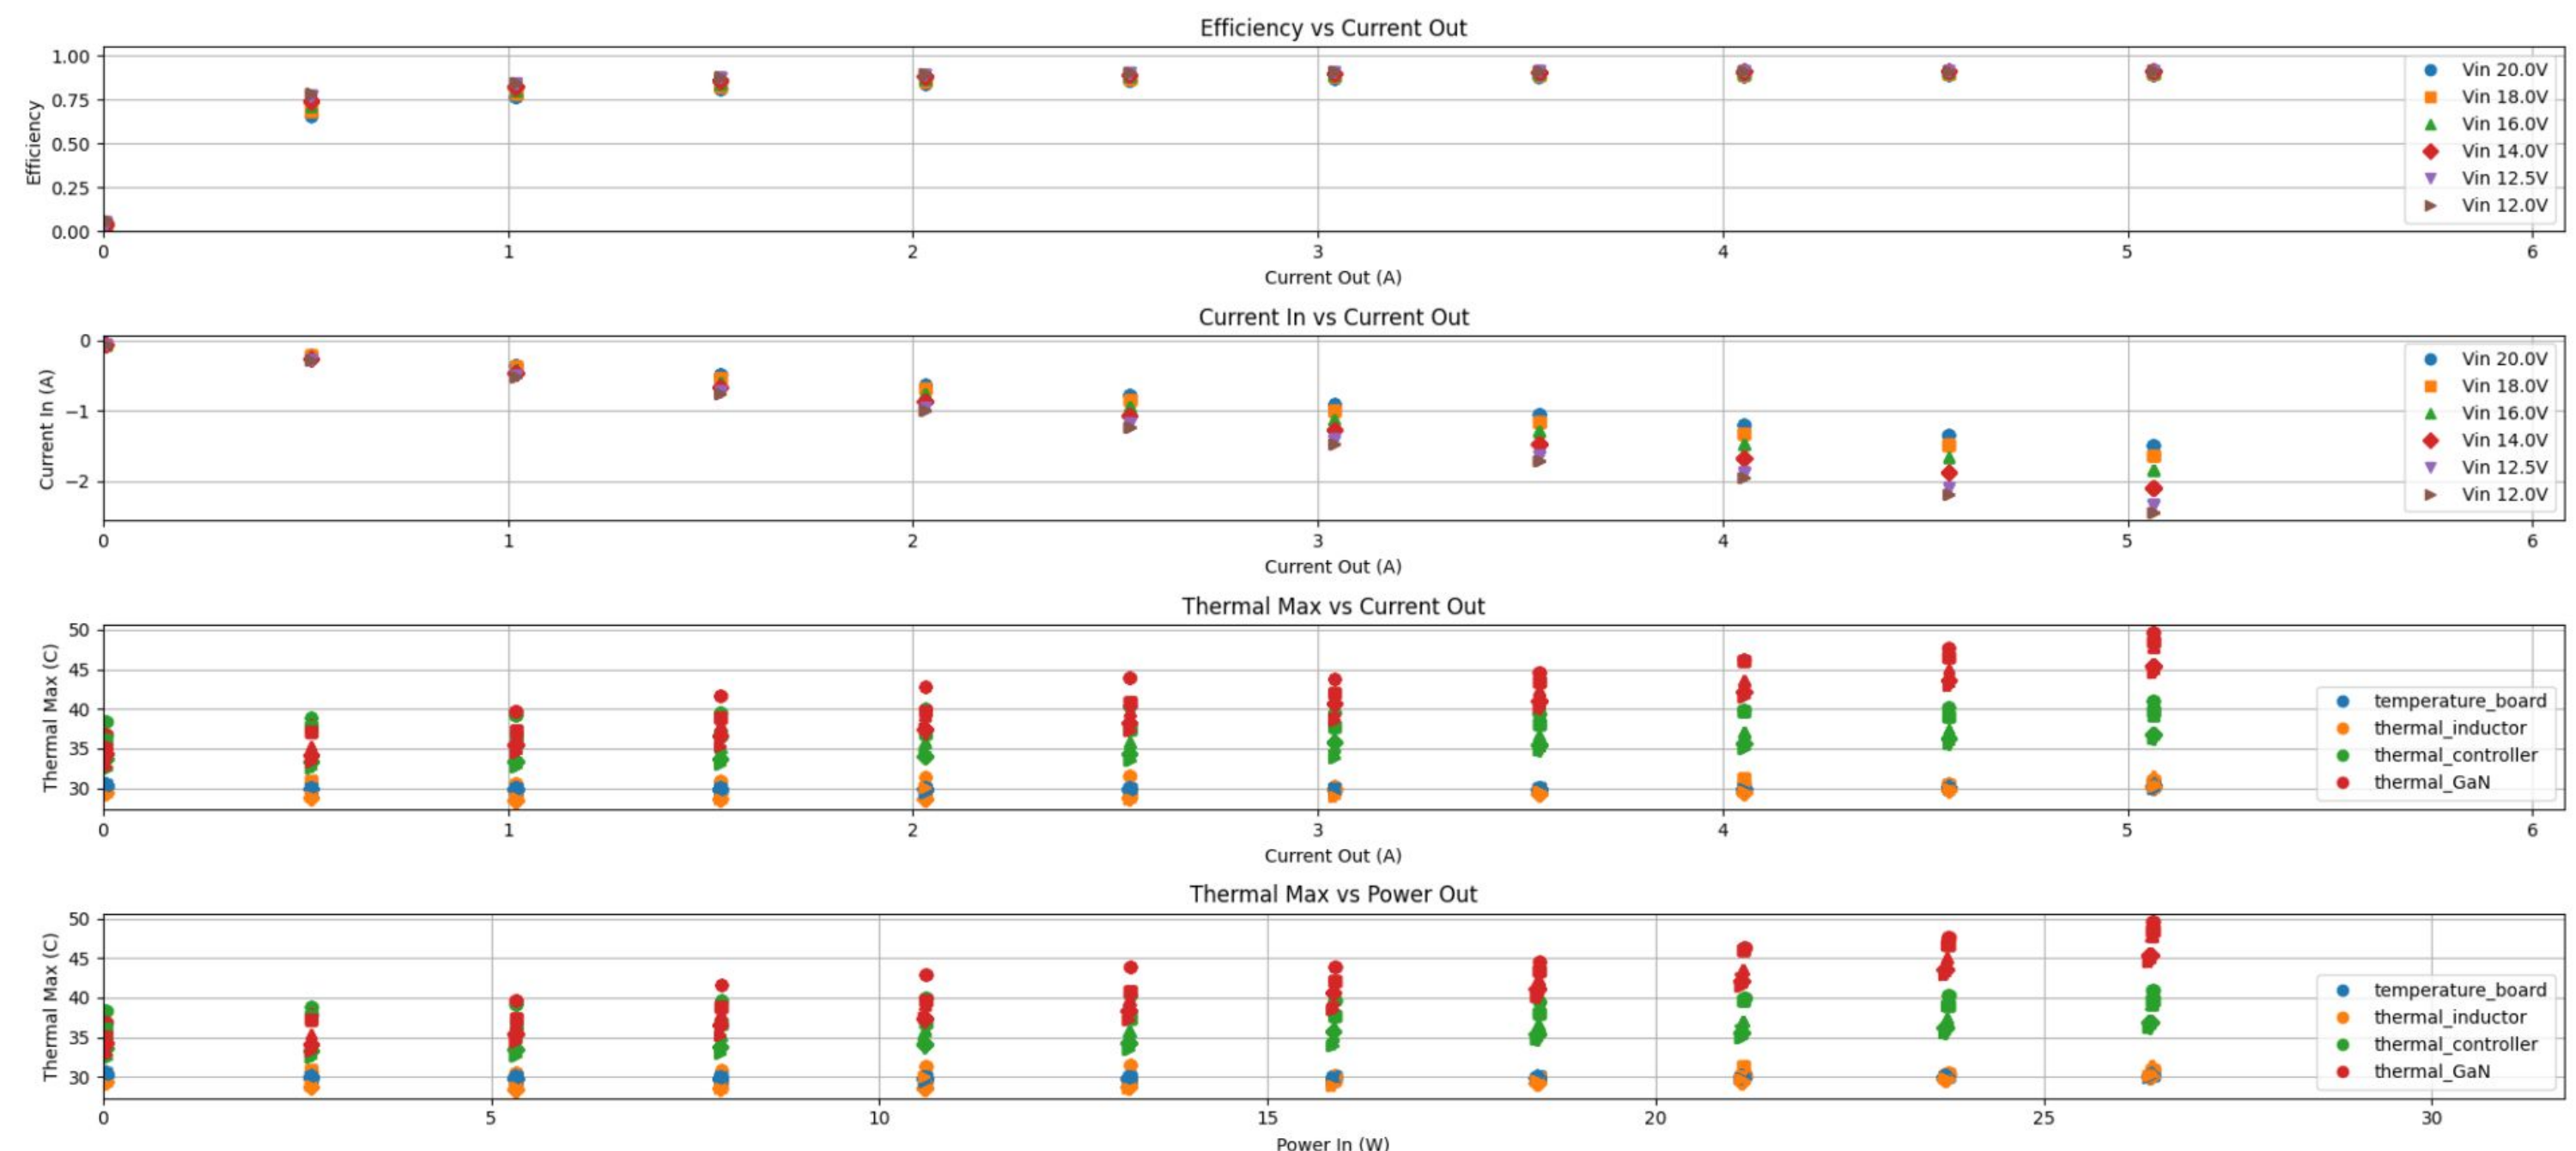 Efficiency vs Current Out
1.00
0.75
0.50
0.25
0.00
Efficiency
0 1 2 3 4 5 6
Current Out (A)
Vin 20.0V
Vin 18.0V
Vin 16.0V
Vin 14.0V
Vin 12.5V
Vin 12.0V
Current In vs Current Out
0
−1
−2
Current In (A)
0 1 2 3 4 5 6
Current Out (A)
Vin 20.0V
Vin 18.0V
Vin 16.0V
Vin 14.0V
Vin 12.5V
Vin 12.0V
Thermal Max vs Current Out
50
45
40
35
30
Thermal Max (C)
0 1 2 3 4 5 6
Current Out (A)
temperature_board
thermal_inductor
thermal_controller
thermal_GaN
Thermal Max vs Power Out
50
45
40
35
30
Thermal Max (C)
0 5 10 15 20 25 30
Power In (W)
temperature_board
thermal_inductor
thermal_controller
thermal_GaN